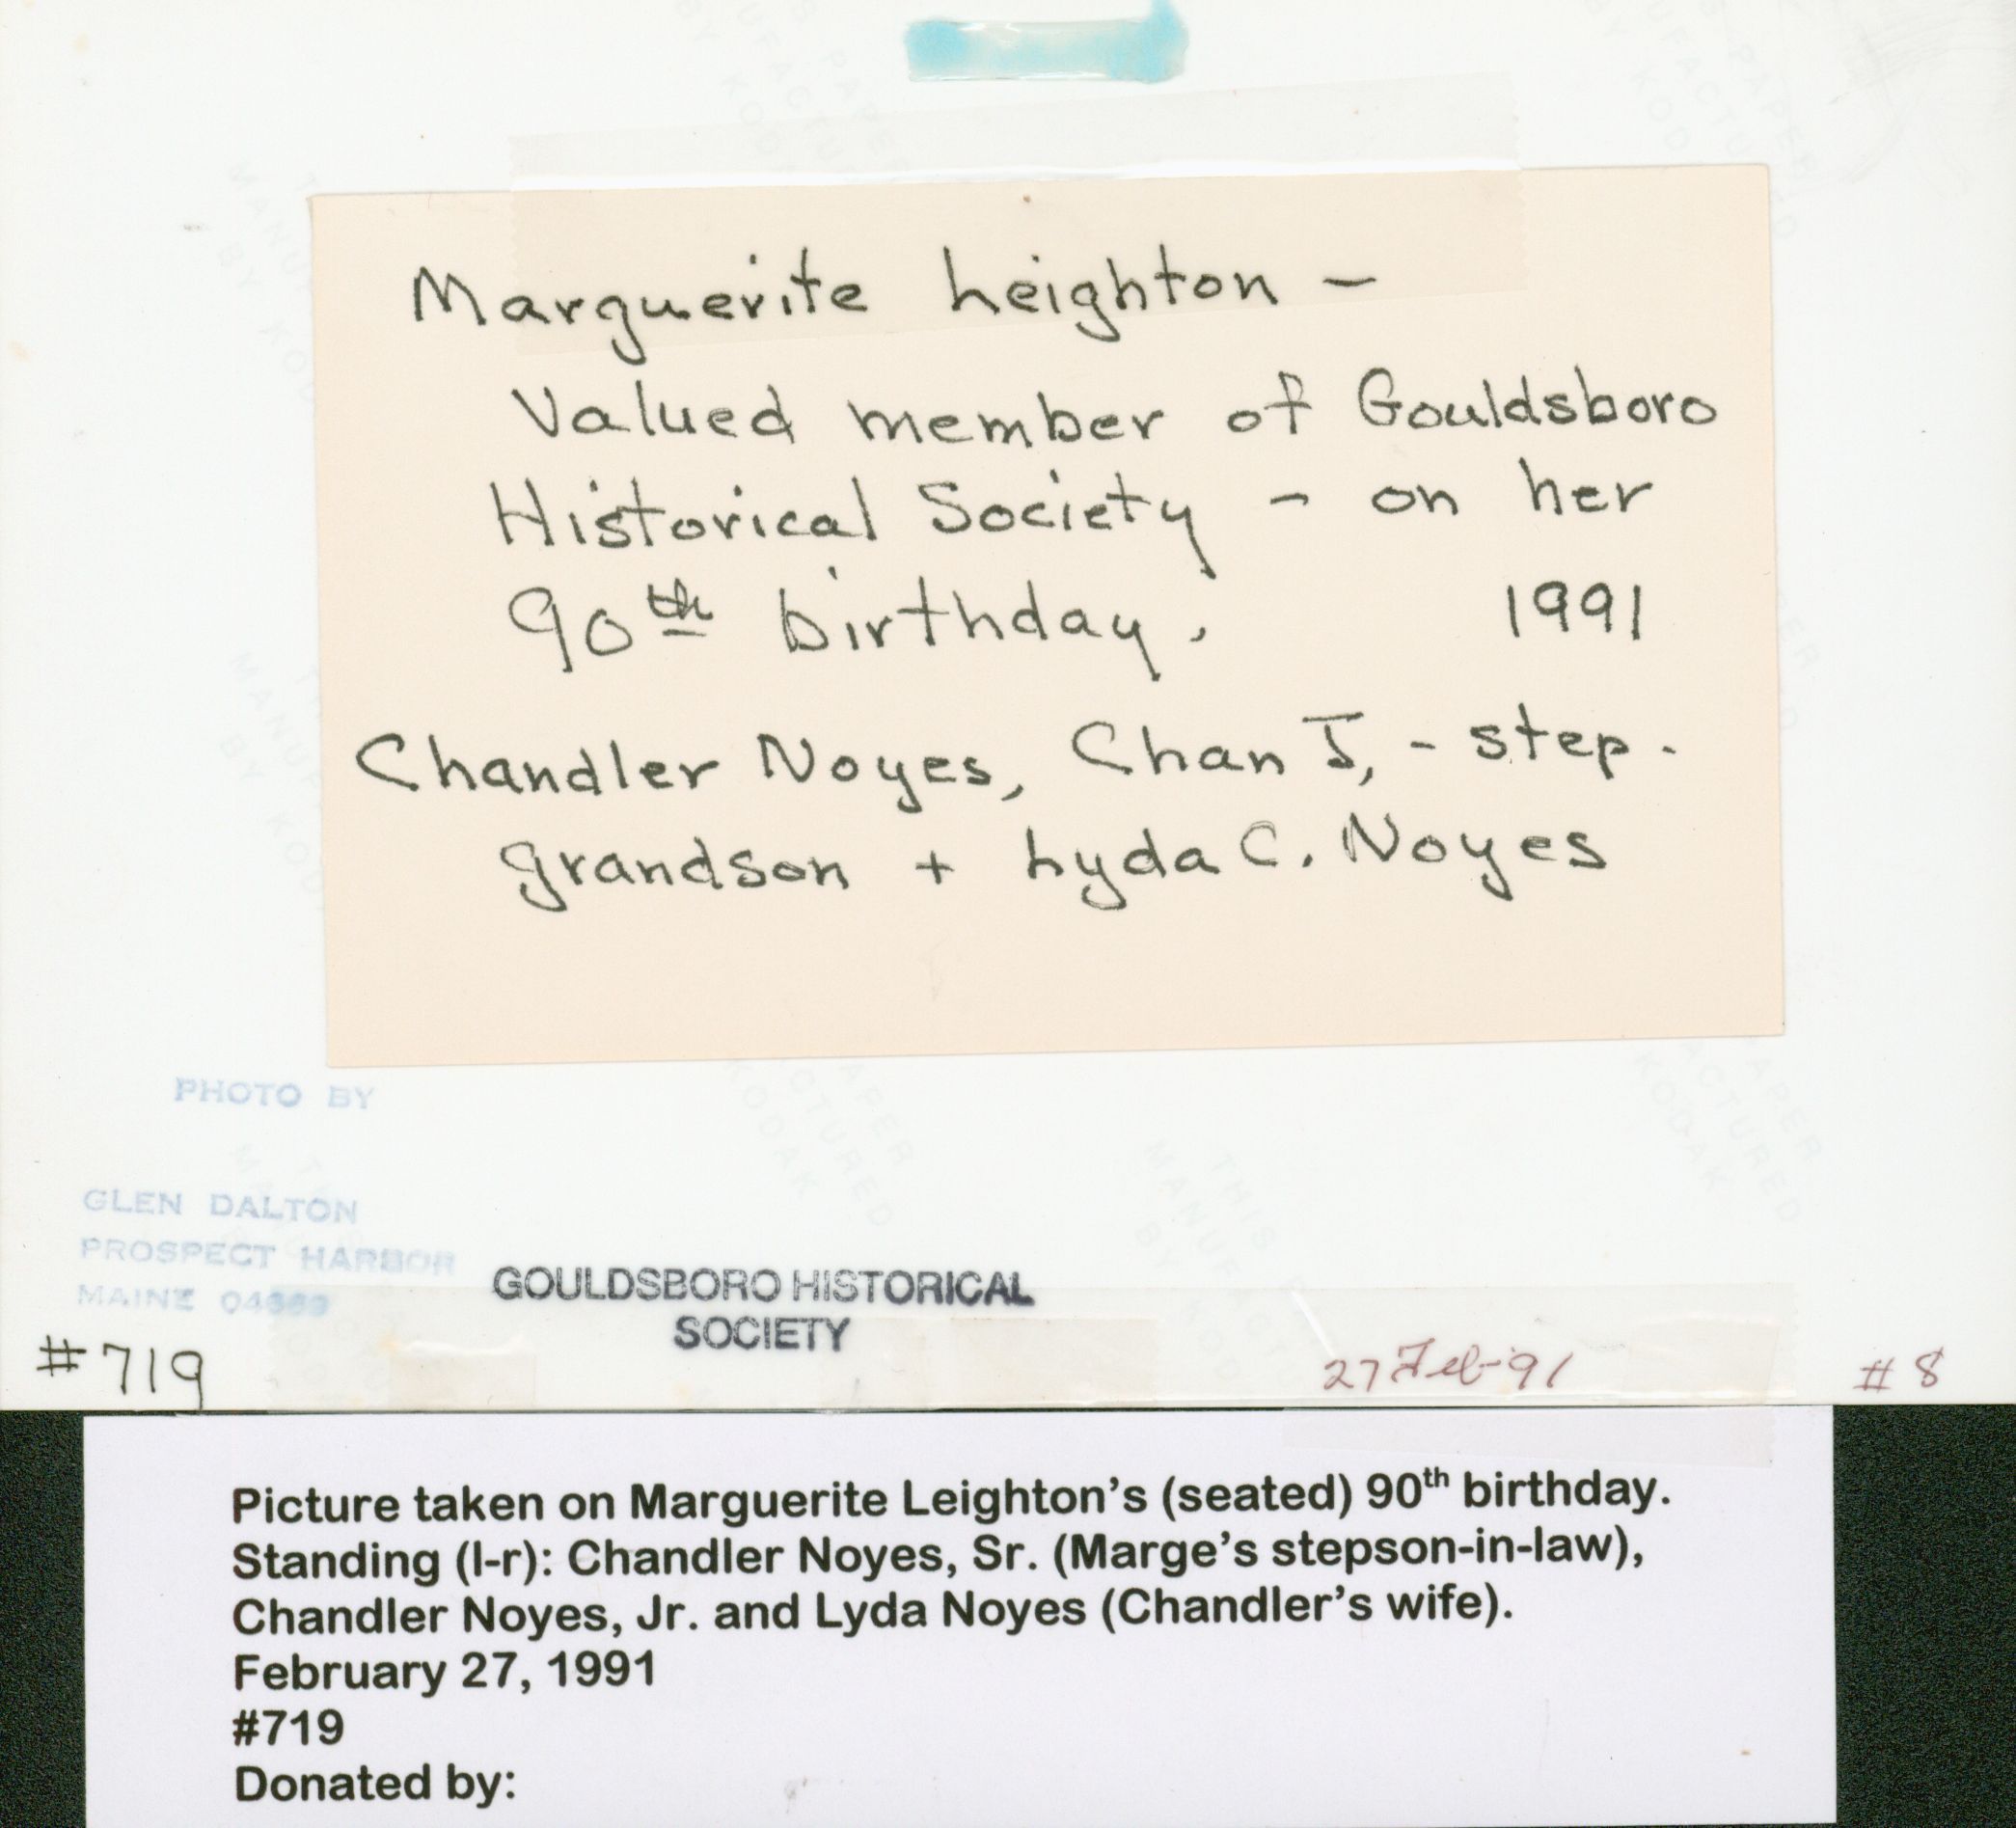 Marguerite Leighton -
Valued member of Gouldsboro
Historical Society - on her
90th birthday. 1991
Chandler Noyes, Chan J, - step-
grandson + Lyda C. Noyes
PHOTO BY
GLEN DALTON
PROSPECT HARBOR
MAINE
GOULDSBORO HISTORICAL
SOCIETY
#719
27 Feb-91
#8
Picture taken on Marguerite Leighton's (seated) 90th birthday.
Standing (l-r): Chandler Noyes, Sr. (Marge's stepson-in-law),
Chandler Noyes, Jr. and Lyda Noyes (Chandler's wife).
February 27, 1991
#719
Donated by: